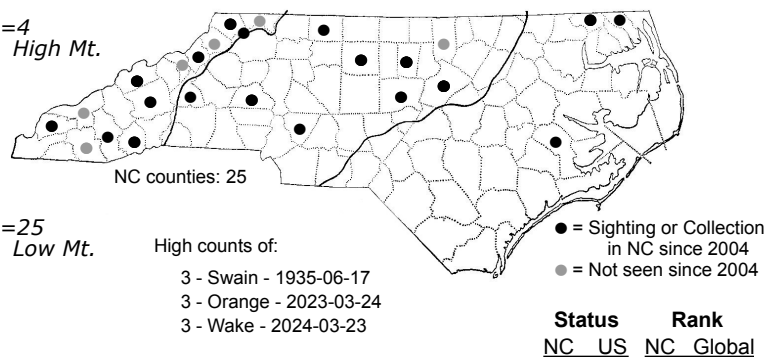 =4
High Mt.
NC counties: 25
=25
Low Mt.
High counts of:
3 - Swain - 1935-06-17
3 - Orange - 2023-03-24
3 - Wake - 2024-03-23
● = Sighting or Collection
in NC since 2004
● = Not seen since 2004
Status Rank
NC US NC Global